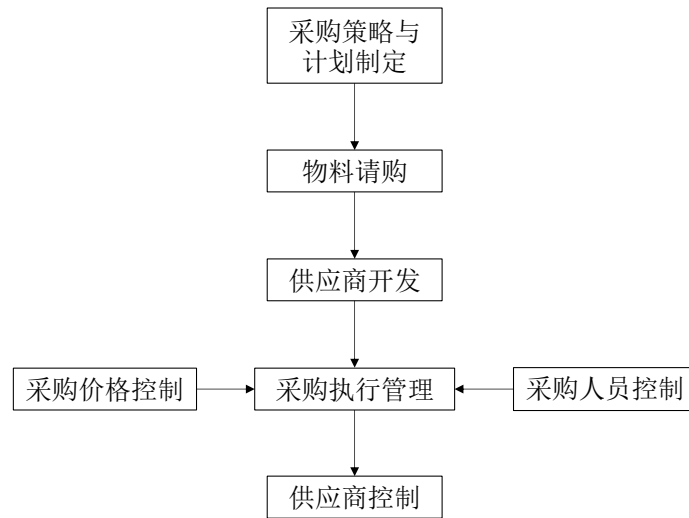 采购策略与
计划制定
物料请购
供应商开发
采购价格控制
采购执行管理
采购人员控制
供应商控制